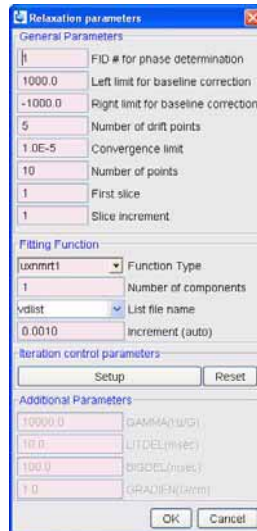 Relaxation parameters
General Parameters
1 FID # for phase determination
1000.0 Left limit for baseline correction
-1000.0 Right limit for baseline correction
5 Number of drift points
1.0E-5 Convergence limit
10 Number of points
1 First slice
1 Slice increment
Fitting Function
uxnmrt1 Function Type
1 Number of components
vdlist List file name
0.0010 Increment (auto)
Iteration control parameters
Setup Reset
Additional Parameters
10000.0 GAMMA(Hz/G)
10.0 LITDEL(msec)
100.0 BIGDEL(msec)
1.0 GRADIEN(G/cm)
OK Cancel